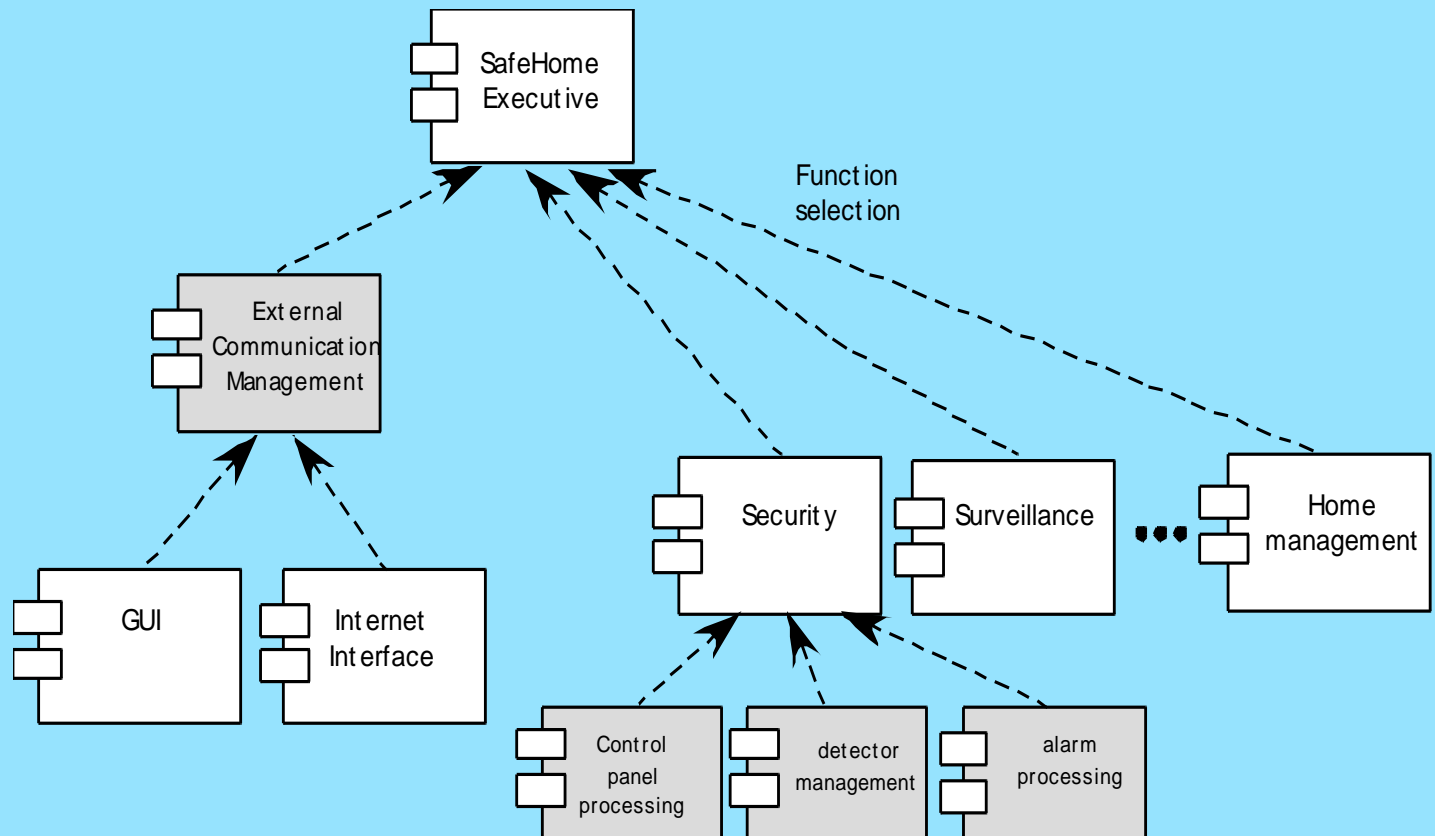 SafeHome
Executive
Function
selection
External
Communication
Management
Security
Surveillance
Home
management
GUI
Internet
Interface
Control
panel
processing
detector
management
alarm
processing